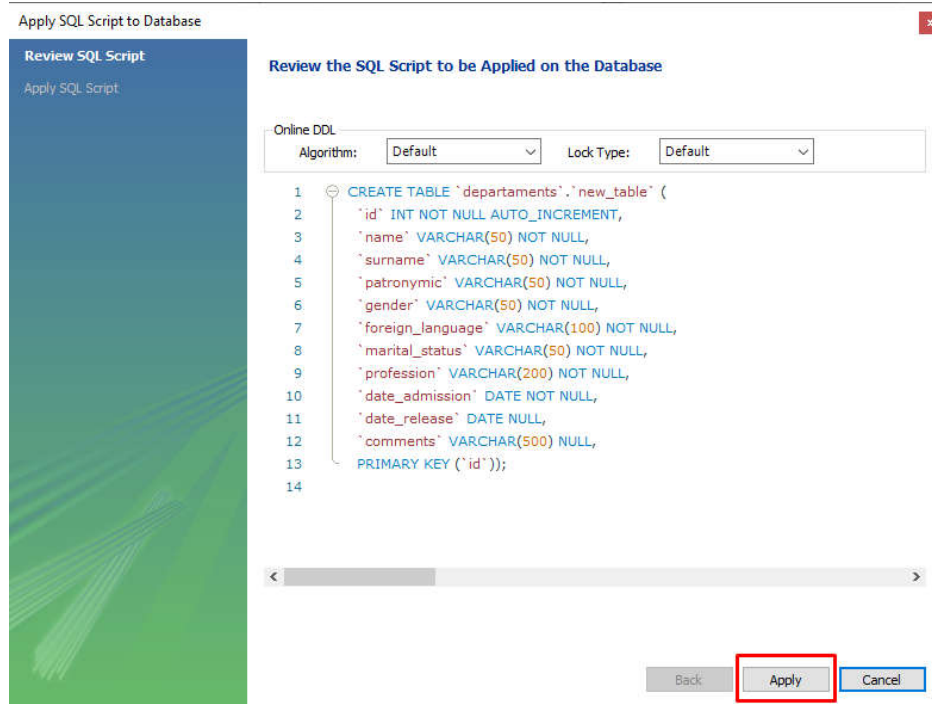 Apply SQL Script to Database
Review SQL Script
Apply SQL Script
Review the SQL Script to be Applied on the Database
Online DDL
Algorithm: Default Lock Type: Default
1 CREATE TABLE `departaments`.`new_table` (
2 `id` INT NOT NULL AUTO_INCREMENT,
3 `name` VARCHAR(50) NOT NULL,
4 `surname` VARCHAR(50) NOT NULL,
5 `patronymic` VARCHAR(50) NOT NULL,
6 `gender` VARCHAR(50) NOT NULL,
7 `foreign_language` VARCHAR(100) NOT NULL,
8 `marital_status` VARCHAR(50) NOT NULL,
9 `profession` VARCHAR(200) NOT NULL,
10 `date_admission` DATE NOT NULL,
11 `date_release` DATE NULL,
12 `comments` VARCHAR(500) NULL,
13 PRIMARY KEY (`id`));
14
Back Apply Cancel